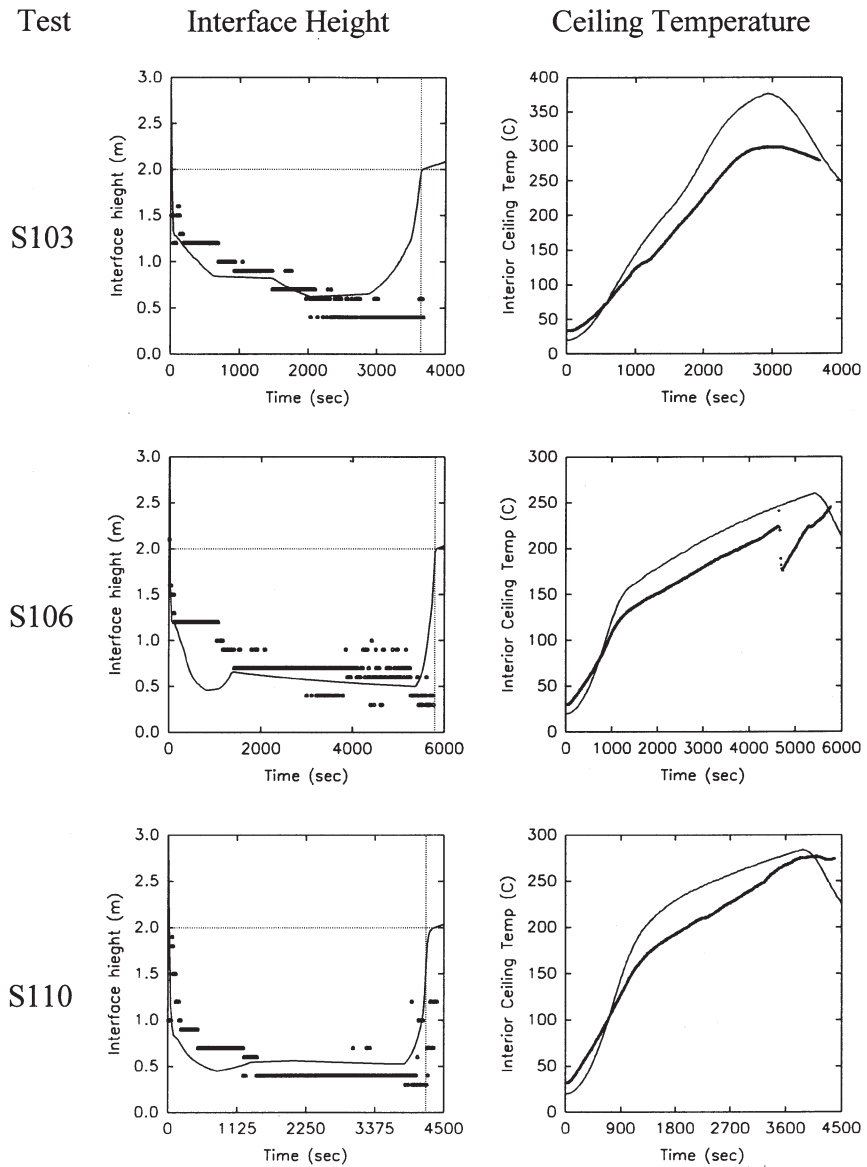 Test Interface Height Ceiling Temperature
S103
Interface hieght (m)
3.0
2.5
2.0
1.5
1.0
0.5
0.0
0 1000 2000 3000 4000
Time (sec)
Interior Ceiling Temp (C)
400
350
300
250
200
150
100
50
0
0 1000 2000 3000 4000
Time (sec)
S106
Interface hieght (m)
3.0
2.5
2.0
1.5
1.0
0.5
0.0
0 2000 4000 6000
Time (sec)
Interior Ceiling Temp (C)
300
250
200
150
100
50
0
0 1000 2000 3000 4000 5000 6000
Time (sec)
S110
Interface hieght (m)
3.0
2.5
2.0
1.5
1.0
0.5
0.0
0 1125 2250 3375 4500
Time (sec)
Interior Ceiling Temp (C)
300
250
200
150
100
50
0
0 900 1800 2700 3600 4500
Time (sec)